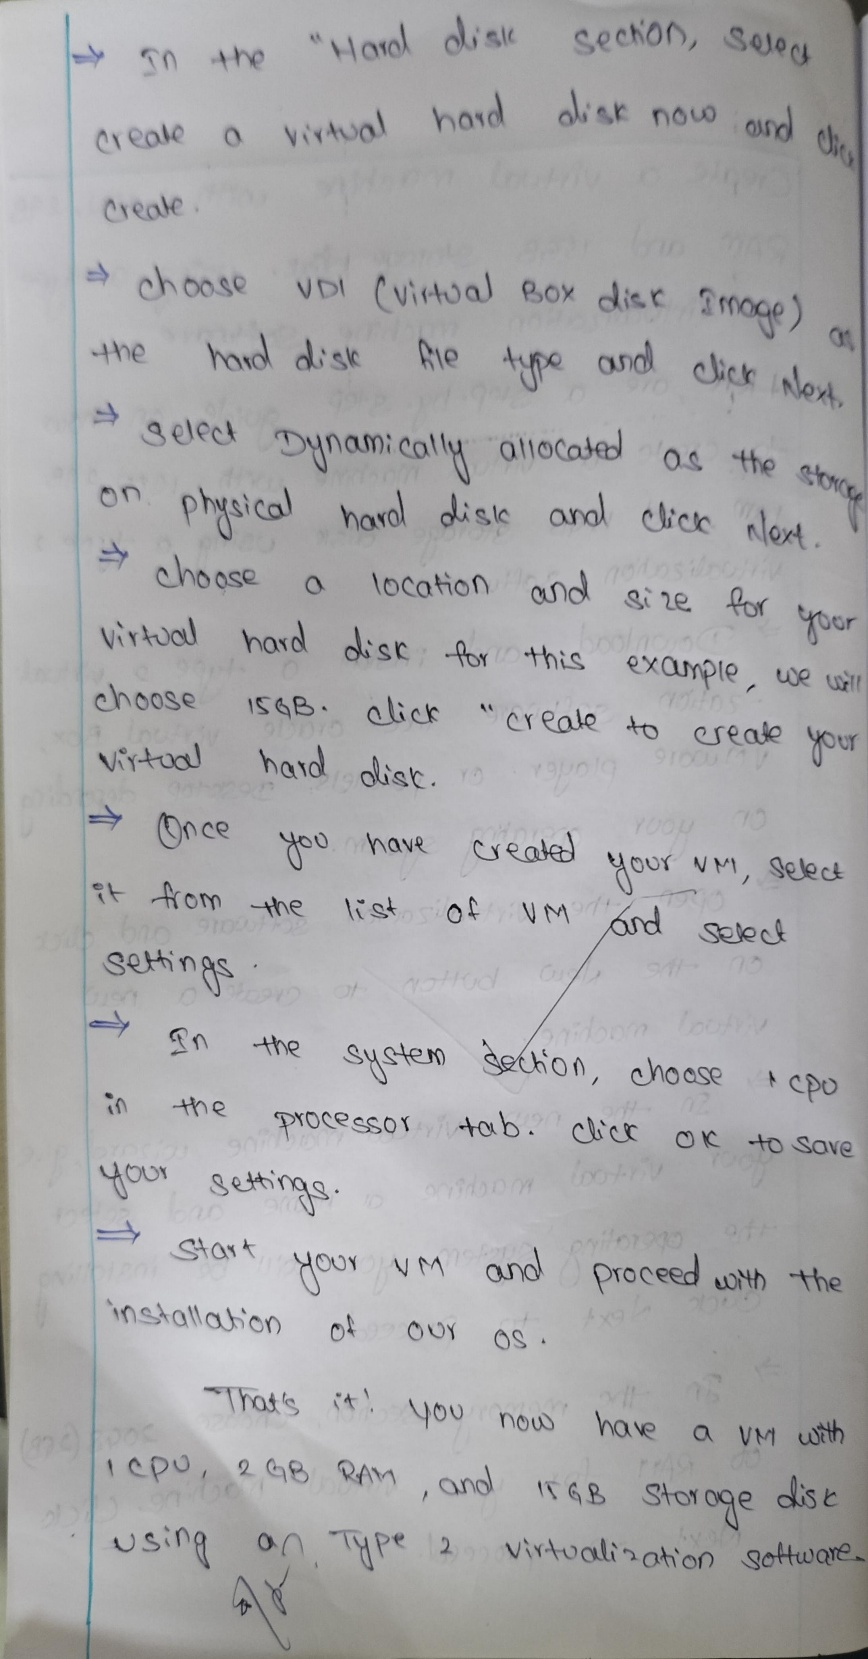 ⇒ In the "Hard disk section, select
create a virtual hard disk now and click
create.
⇒ choose VDI (virtual Box disk Image) as
the hard disk file type and click Next.
⇒ select Dynamically allocated as the storage
on physical hard disk and click Next.
⇒ choose a location and size for your
virtual hard disk for this example, we will
choose 15GB. click "create to create your
virtual hard disk.
⇒ Once you have created your VM, select
it from the list of VM and select
settings.
⇒ In the system section, choose 1 CPU
in the processor tab. click OK to save
your settings.
⇒ Start your VM and proceed with the
installation of our OS.
That's it! you now have a VM with
1 CPU, 2 GB RAM, and 15GB storage disk
using an Type 2 virtualization software.